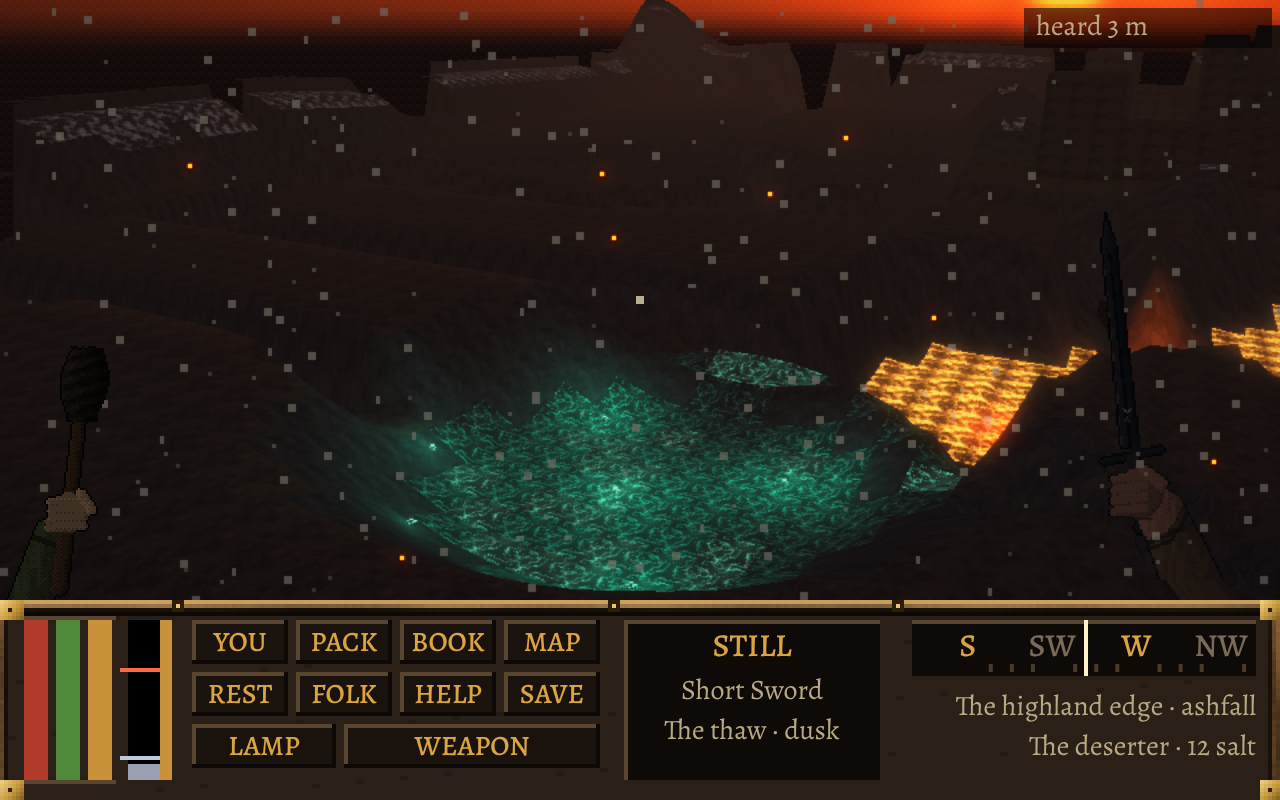 heard 3 m
YOU PACK BOOK MAP
REST FOLK HELP SAVE
LAMP WEAPON
STILL
Short Sword
The thaw · dusk
S SW W NW
The highland edge · ashfall
The deserter · 12 salt